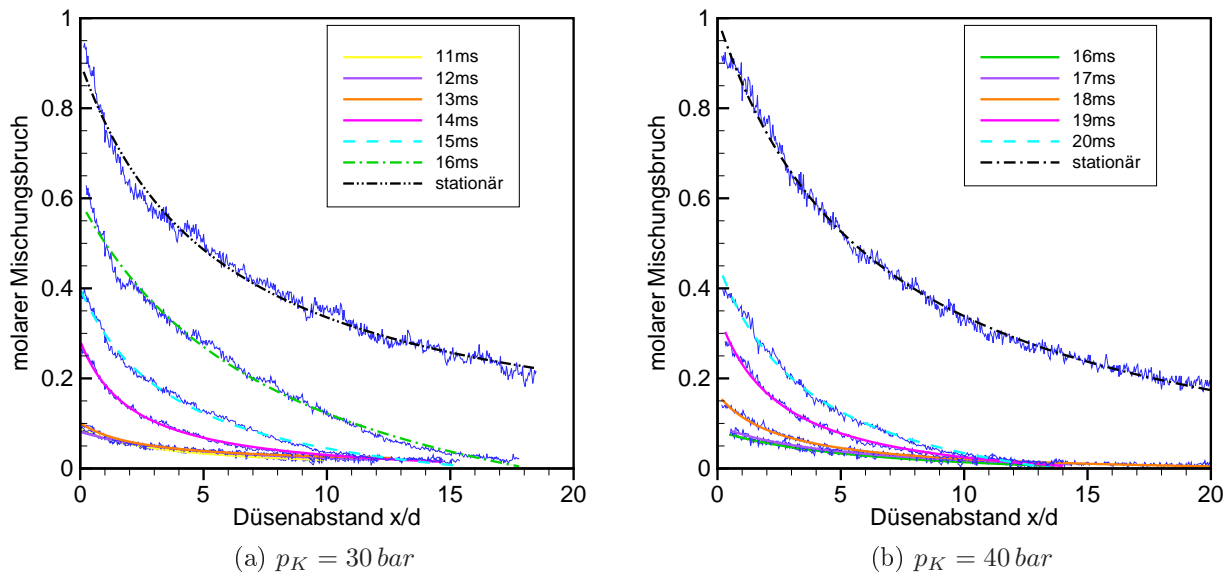 molarer Mischungsbruch
1
0.8
0.6
0.4
0.2
0
0 5 10 15 20
Düsenabstand x/d
11ms
12ms
13ms
14ms
15ms
16ms
stationär
(a) p_K = 30 bar
molarer Mischungsbruch
1
0.8
0.6
0.4
0.2
0
0 5 10 15 20
Düsenabstand x/d
16ms
17ms
18ms
19ms
20ms
stationär
(b) p_K = 40 bar